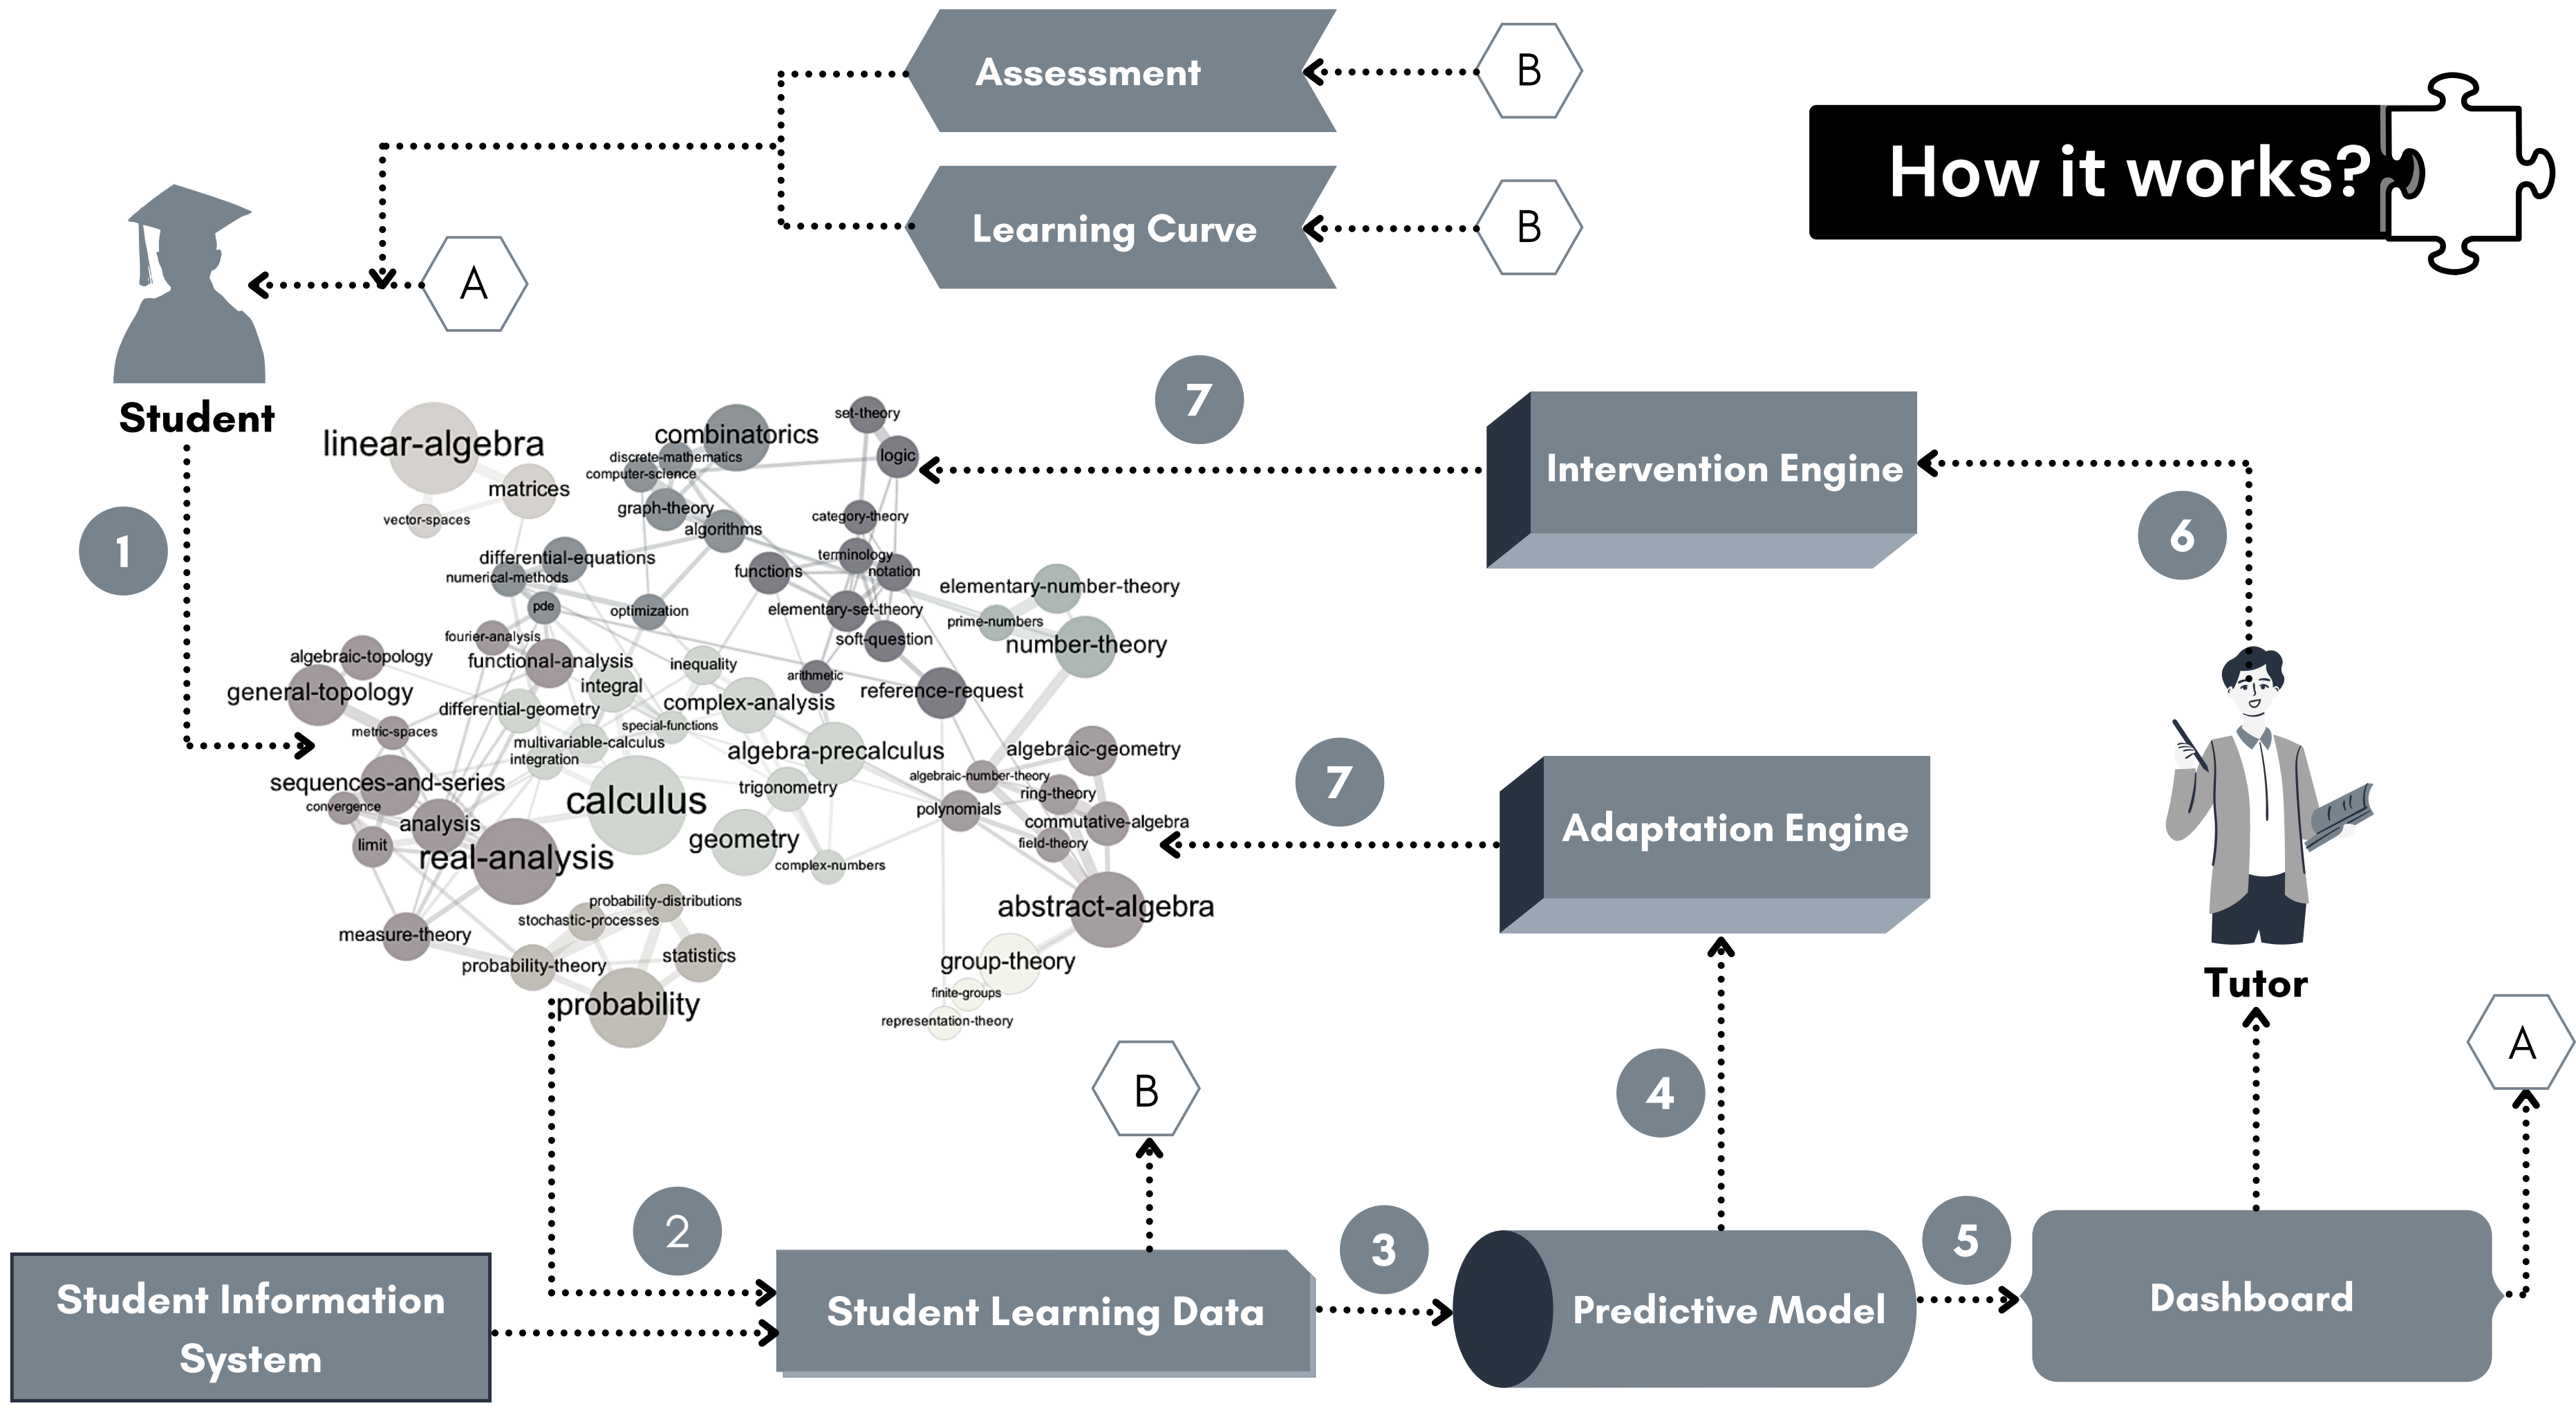 Assessment
B
How it works?
Learning Curve
B
A
Student
7
Intervention Engine
6
1
linear-algebra
matrices
vector-spaces
combinatorics
discrete-mathematics
computer-science
graph-theory
algorithms
set-theory
logic
category-theory
terminology
notation
functions
elementary-set-theory
soft-question
arithmetic
reference-request
differential-equations
numerical-methods
pde
optimization
elementary-number-theory
prime-numbers
number-theory
fourier-analysis
functional-analysis
algebraic-topology
general-topology
metric-spaces
inequality
integral
complex-analysis
differential-geometry
special-functions
multivariable-calculus
integration
algebra-precalculus
trigonometry
calculus
geometry
complex-numbers
sequences-and-series
convergence
analysis
limit
real-analysis
measure-theory
algebraic-geometry
algebraic-number-theory
ring-theory
polynomials
commutative-algebra
field-theory
abstract-algebra
group-theory
finite-groups
representation-theory
probability-distributions
stochastic-processes
statistics
probability-theory
probability
7
Adaptation Engine
Tutor
A
B
4
2
3
5
Student Information
System
Student Learning Data
Predictive Model
Dashboard